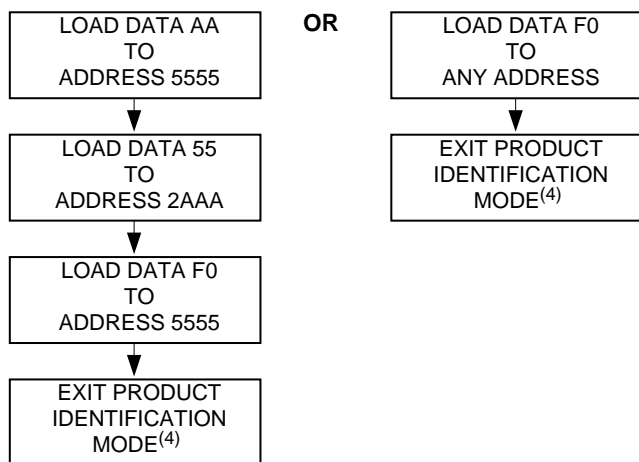 LOAD DATA AA
TO
ADDRESS 5555
LOAD DATA 55
TO
ADDRESS 2AAA
LOAD DATA F0
TO
ADDRESS 5555
EXIT PRODUCT
IDENTIFICATION
MODE(4)
OR
LOAD DATA F0
TO
ANY ADDRESS
EXIT PRODUCT
IDENTIFICATION
MODE(4)